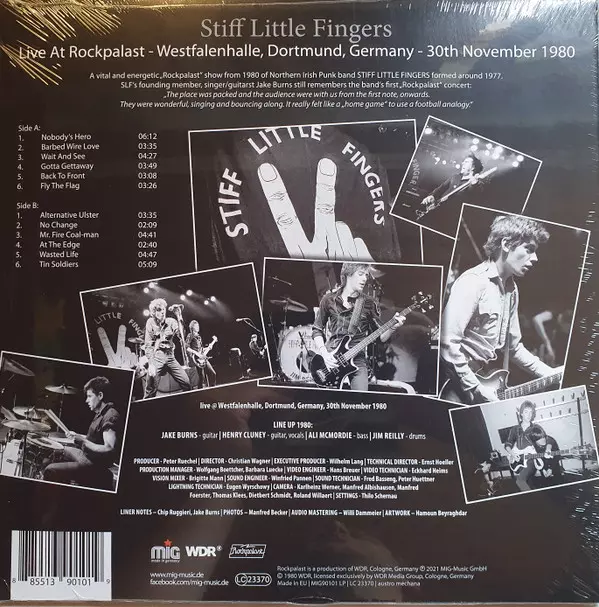 Stiff Little Fingers
Live At Rockpalast - Westfalenhalle, Dortmund, Germany - 30th November 1980
A vital and energetic „Rockpalast" show from 1980 of Northern Irish Punk band STIFF LITTLE FINGERS formed around 1977.
SLF's founding member, singer/guitarst Jake Burns still remembers the band's first „Rockpalast" concert:
„The place was packed and the audience were with us from the first note, onwards.
They were wonderful, singing and bouncing along. It really felt like a „home game" to use a football analogy."
Side A:
1. Nobody's Hero 06:12
2. Barbed Wire Love 03:35
3. Wait And See 04:27
4. Gotta Gettaway 03:49
5. Back To Front 03:08
6. Fly The Flag 03:26
Side B:
1. Alternative Ulster 03:35
2. No Change 02:09
3. Mr. Fire Coal-man 04:41
4. At The Edge 02:40
5. Wasted Life 04:47
6. Tin Soldiers 05:09
STIFF LITTLE FINGERS
FINGER
STIFF LITTLE FINGERS
live @ Westfalenhalle, Dortmund, Germany, 30th November 1980
LINE UP 1980:
JAKE BURNS - guitar | HENRY CLUNEY - guitar, vocals | ALI MCMORDIE - bass | JIM REILLY - drums
PRODUCER - Peter Ruechel | DIRECTOR - Christian Wagner | EXECUTIVE PRODUCER - Wilhelm Lang | TECHNICAL DIRECTOR - Ernst Hoeller
PRODUCTION MANAGER - Wolfgang Boettcher, Barbara Luecke | VIDEO ENGINEER - Hans Breuer | VIDEO TECHNICIAN - Eckhard Heims
VISION MIXER - Brigitte Mann | SOUND ENGINEER - Winfried Pannen | SOUND TECHNICIAN - Fred Basseng, Peter Huettner
LIGHTNING TECHNICIAN - Eugen Wyrschowy | CAMERA - Karlheinz Werner, Manfred Albishausen, Manfred
Foerster, Thomas Klees, Dietbert Schmidt, Roland Willaert | SETTINGS - Thilo Schernau
LINER NOTES – Chip Ruggieri, Jake Burns | PHOTOS – Manfred Becker | AUDIO MASTERING – Willi Dammeier | ARTWORK – Hamoun Beyraghdar
8 85513 90101 9
MIG
WDR
Rockpalast
www.mig-music.de
facebook.com/mig-music.de
LC 23370
Rockpalast is a production of WDR, Cologne, Germany ℗ 2021 MIG-Music GmbH
© 1980 WDR, licensed exclusively by WDR Media Group, Cologne, Germany.
Made in EU | MIG90101 LP | LC 23370 | austro mechana